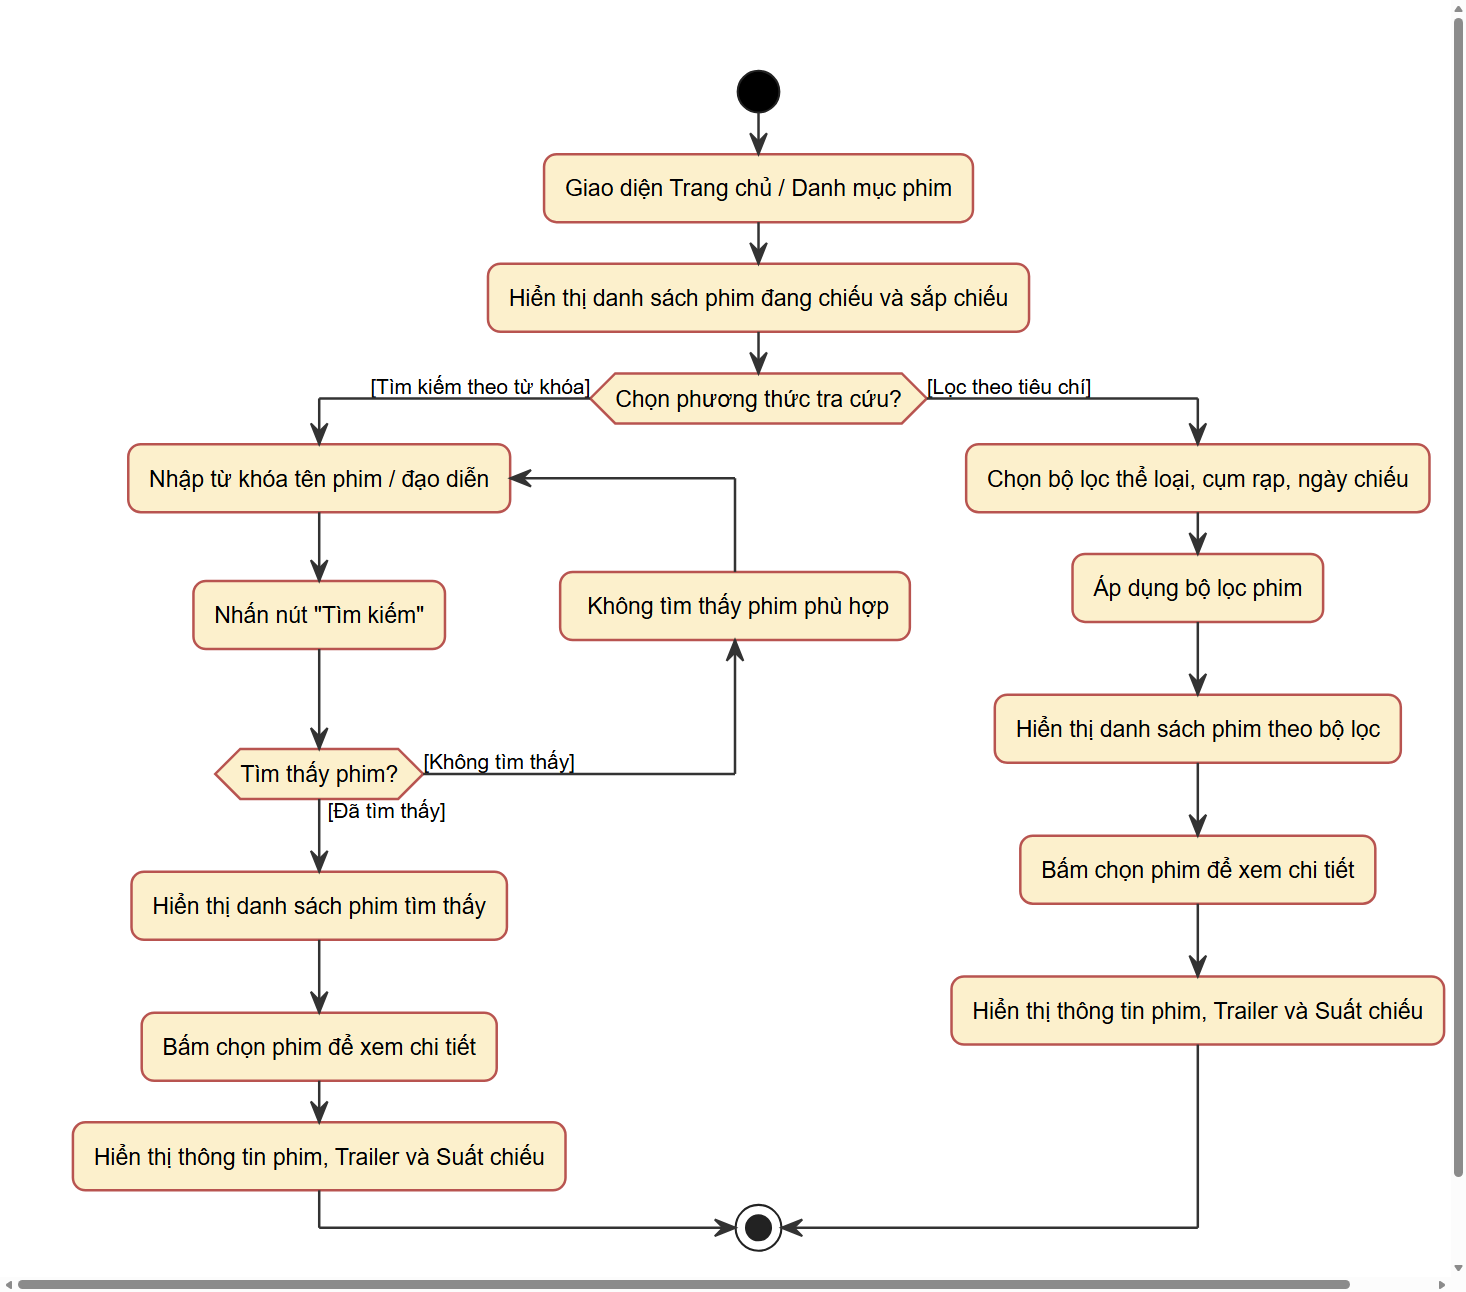 Giao diện Trang chủ / Danh mục phim
Hiển thị danh sách phim đang chiếu và sắp chiếu
[Tìm kiếm theo từ khóa]
Chọn phương thức tra cứu?
[Lọc theo tiêu chí]
Nhập từ khóa tên phim / đạo diễn
Chọn bộ lọc thể loại, cụm rạp, ngày chiếu
Nhấn nút "Tìm kiếm"
Không tìm thấy phim phù hợp
Áp dụng bộ lọc phim
Hiển thị danh sách phim theo bộ lọc
Tìm thấy phim?
[Không tìm thấy]
[Đã tìm thấy]
Bấm chọn phim để xem chi tiết
Hiển thị danh sách phim tìm thấy
Hiển thị thông tin phim, Trailer và Suất chiếu
Bấm chọn phim để xem chi tiết
Hiển thị thông tin phim, Trailer và Suất chiếu